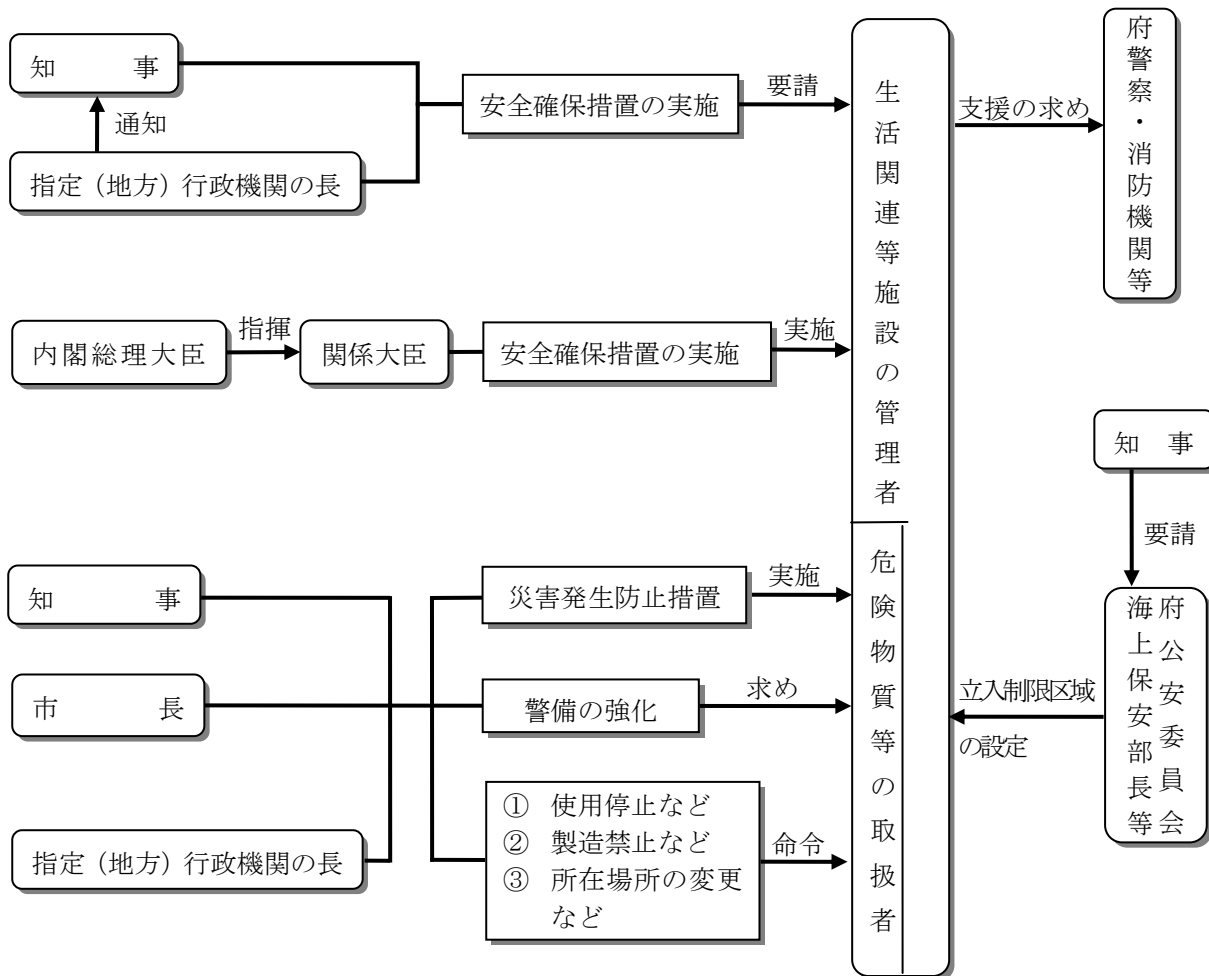 知　　事
通知
指定（地方）行政機関の長
安全確保措置の実施
要請
内閣総理大臣
指揮
関係大臣
安全確保措置の実施
実施
知　　事
市　　長
指定（地方）行政機関の長
災害発生防止措置
実施
警備の強化
求め
①　使用停止など
②　製造禁止など
③　所在場所の変更
など
命令
生活関連等施設の管理者
危険物質等の取扱者
支援の求め
府警察・消防機関等
知　事
要請
府公安委員会
海上保安部長等
立入制限区域
の設定